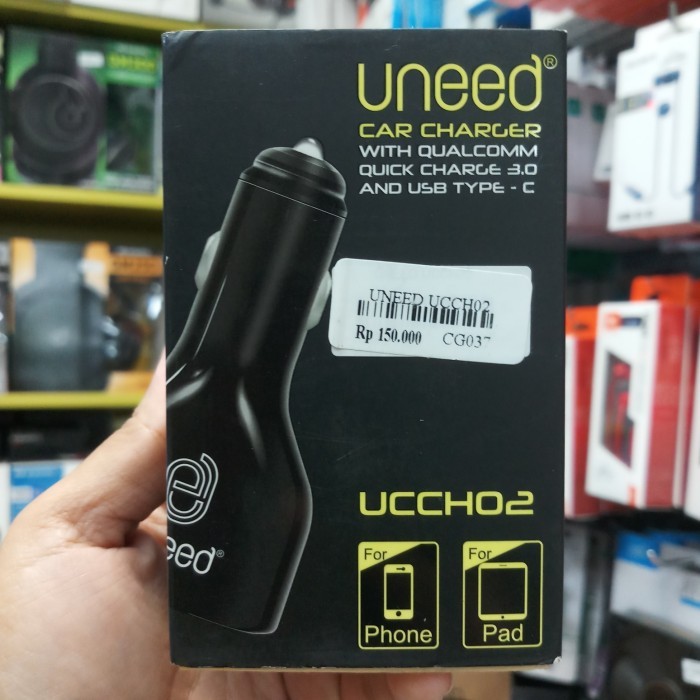 uneed®
CAR CHARGER
WITH QUALCOMM
QUICK CHARGE 3.0
AND USB TYPE - C
UNEED UCCH02
Rp 150.000 CG037
eed®
UCCH02
For
Phone
For
Pad